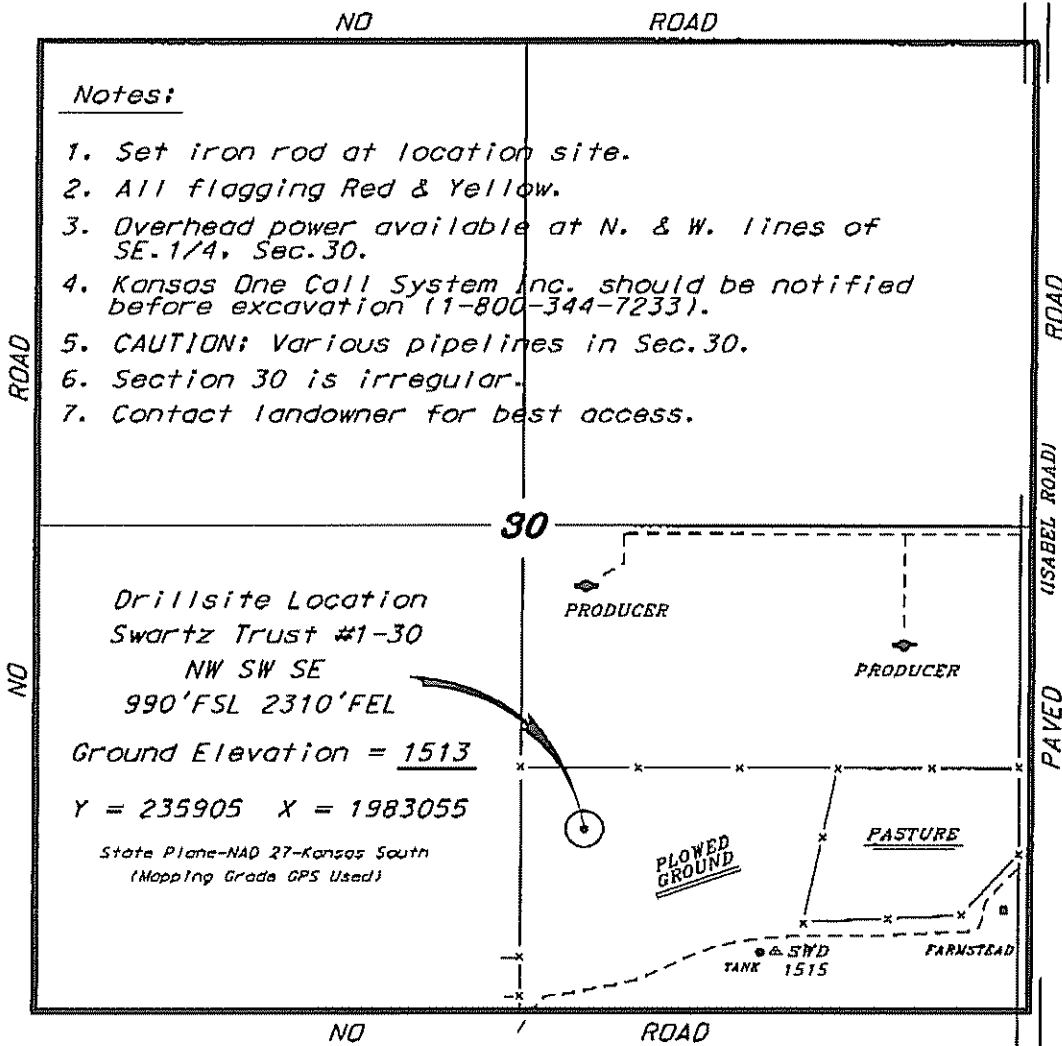 NO ROAD
Notes:
1. Set iron rod at location site.
2. All flagging Red & Yellow.
3. Overhead power available at N. & W. lines of
SE.1/4, Sec.30.
4. Kansas One Call System Inc. should be notified
before excavation (1-800-344-7233).
5. CAUTION: Various pipelines in Sec.30.
6. Section 30 is irregular.
7. Contact landowner for best access.
NO ROAD
PAVED (ISABEL ROAD) ROAD
30
PRODUCER
PRODUCER
Drillsite Location
Swartz Trust #1-30
NW SW SE
990'FSL 2310'FEL
Ground Elevation = 1513
Y = 235905 X = 1983055
State Plane-NAD 27-Kansas South
(Mapping Grade GPS Used)
PLOWED
GROUND
PASTURE
TANK
SWD
1515
FARMSTEAD
NO ROAD